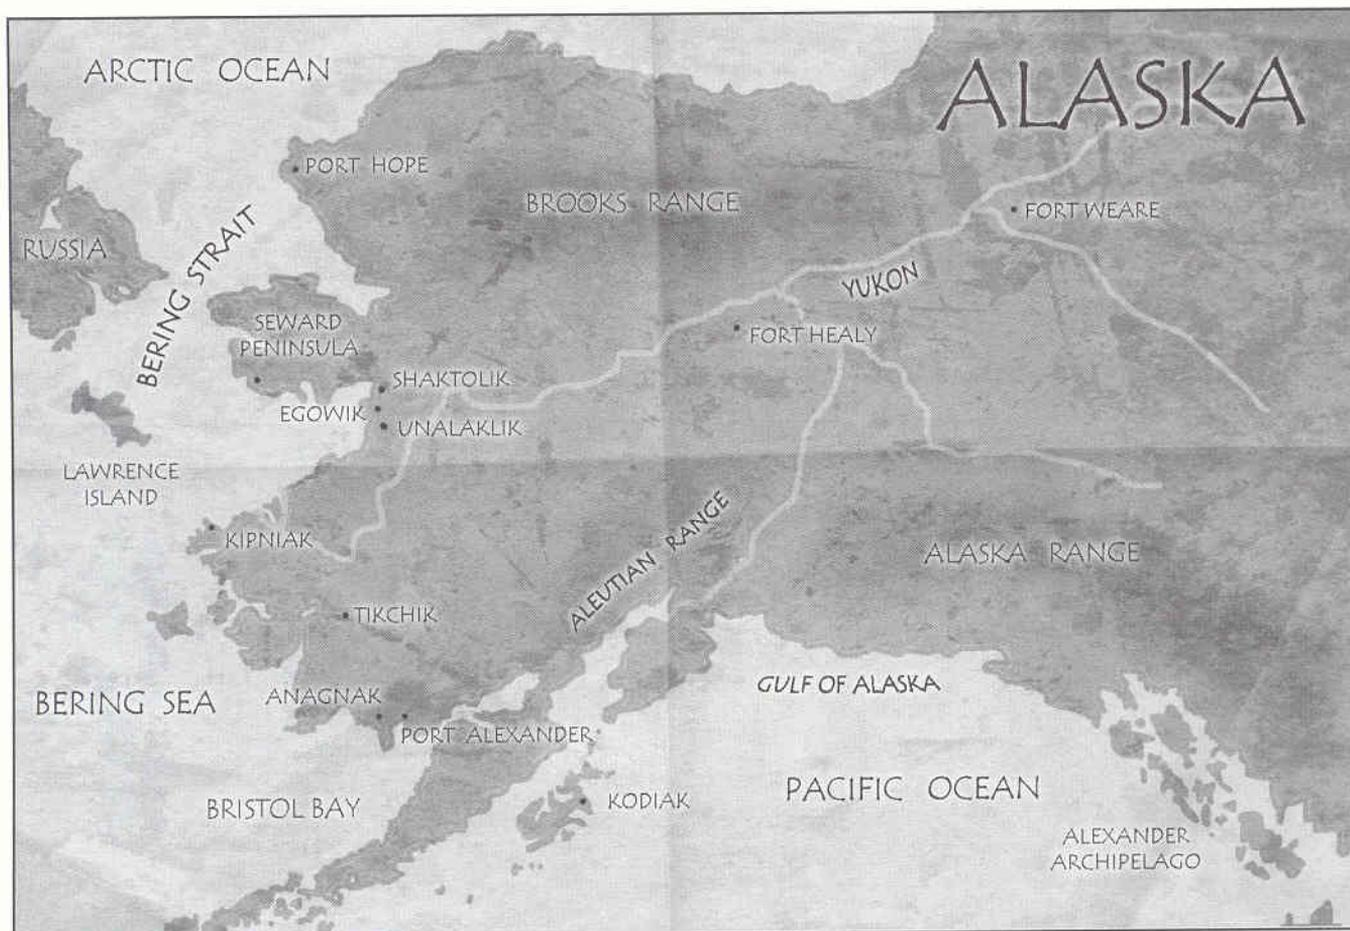 ARCTIC OCEAN
ALASKA
PORT HOPE
BROOKS RANGE
FORT WEARE
RUSSIA
BERING STRAIT
YUKON
SEWARD
PENINSULA
FORT HEALY
SHAKTOLIK
EGOWIK
UNALAKLIK
LAWRENCE
ISLAND
KIPNIAK
ALEUTIAN RANGE
ALASKA RANGE
TIKCHIK
BERING SEA
ANAGNAK
GULF OF ALASKA
PORT ALEXANDER
BRISTOL BAY
KODIAK
PACIFIC OCEAN
ALEXANDER
ARCHIPELAGO